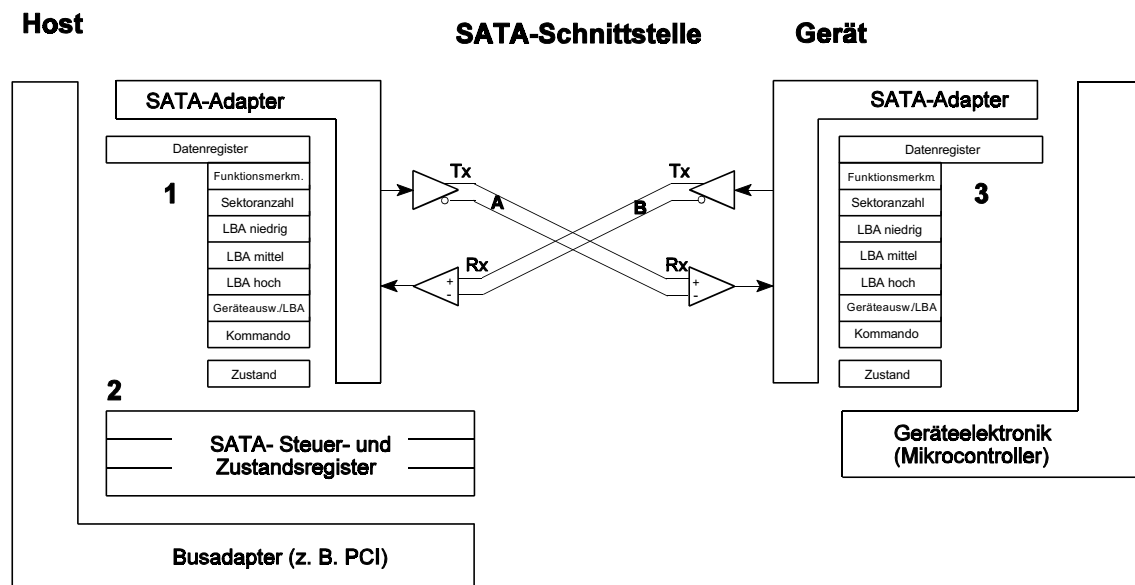 Host
SATA-Schnittstelle
Gerät
SATA-Adapter
Datenregister
1
Funktionsmerkm.
Sektoranzahl
LBA niedrig
LBA mittel
LBA hoch
Geräteausw./LBA
Kommando
Zustand
2
SATA- Steuer- und
Zustandsregister
Busadapter (z. B. PCI)
Tx
A
Rx
+
-
Tx
B
Rx
+
-
SATA-Adapter
Datenregister
3
Funktionsmerkm.
Sektoranzahl
LBA niedrig
LBA mittel
LBA hoch
Geräteausw./LBA
Kommando
Zustand
Geräteelektronik
(Mikrocontroller)